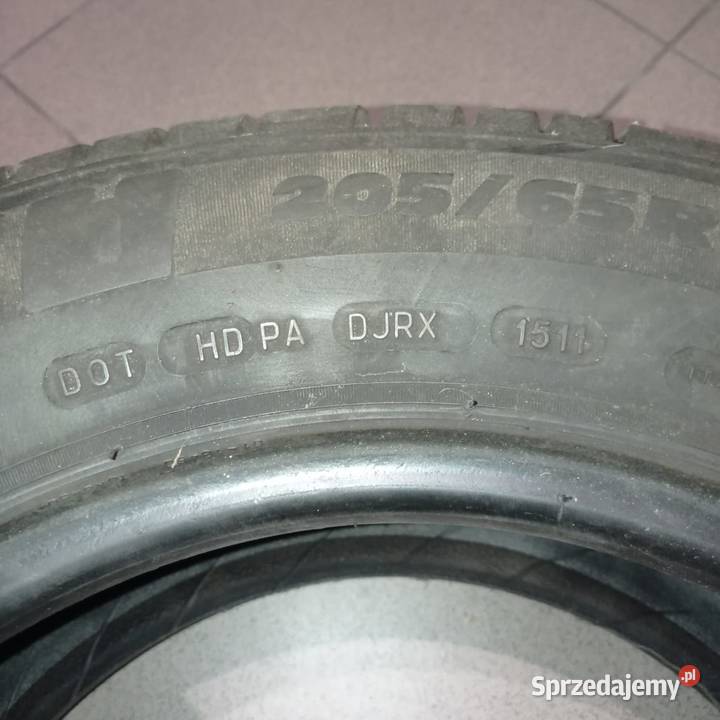 205/65R
DOT HD PA DJRX 1511
Sprzedajemy.pl